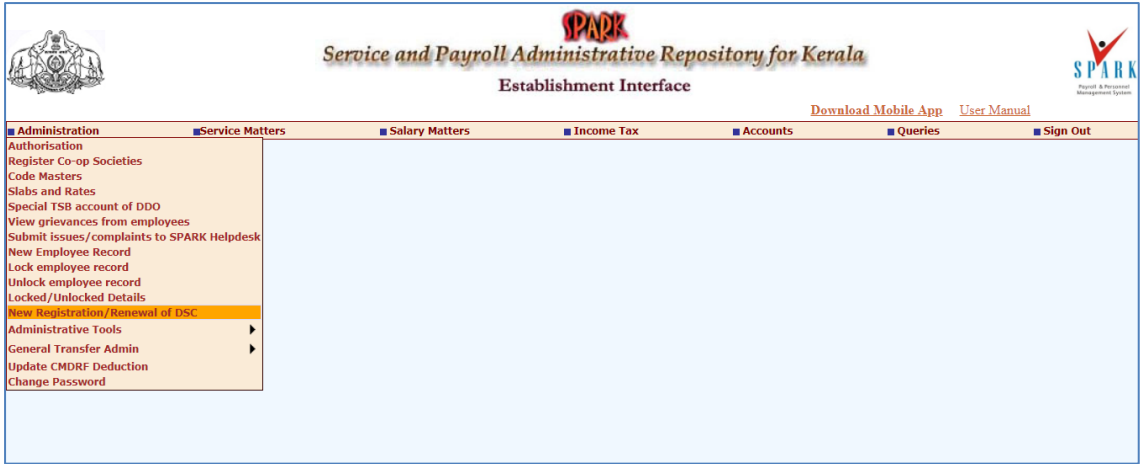 SPARK
Service and Payroll Administrative Repository for Kerala
Establishment Interface
SPARK
Payroll & Personnel
Management System
Download Mobile App User Manual
Administration Service Matters Salary Matters Income Tax Accounts Queries Sign Out
Authorisation
Register Co-op Societies
Code Masters
Slabs and Rates
Special TSB account of DDO
View grievances from employees
Submit issues/complaints to SPARK Helpdesk
New Employee Record
Lock employee record
Unlock employee record
Locked/Unlocked Details
New Registration/Renewal of DSC
Administrative Tools
General Transfer Admin
Update CMDRF Deduction
Change Password